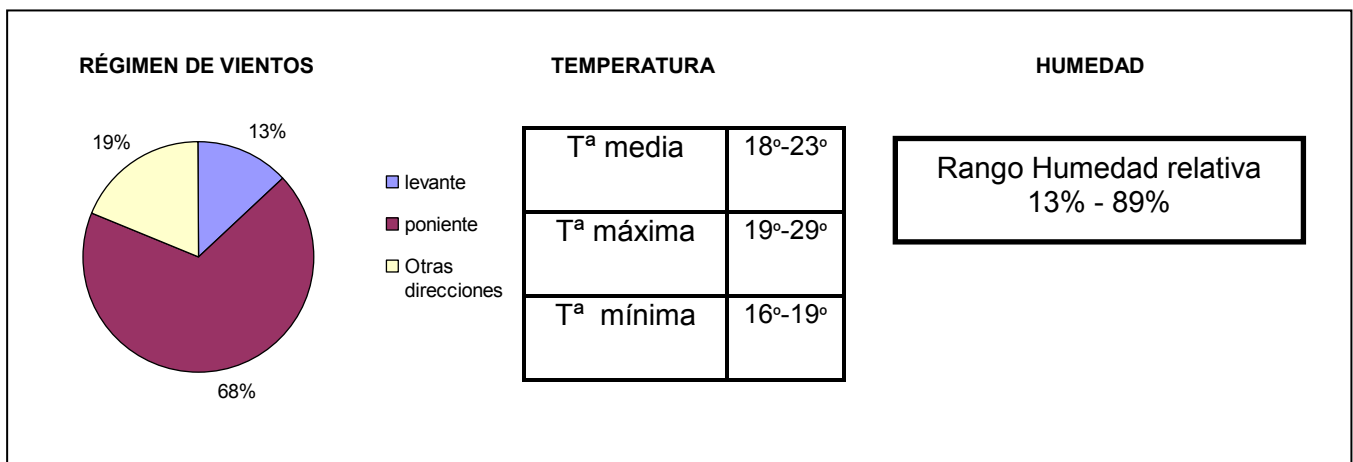 RÉGIMEN DE VIENTOS
19%
13%
68%
levante
poniente
Otras
direcciones
TEMPERATURA
Tª media 18º-23º
Tª máxima 19º-29º
Tª mínima 16º-19º
HUMEDAD
Rango Humedad relativa
13% - 89%